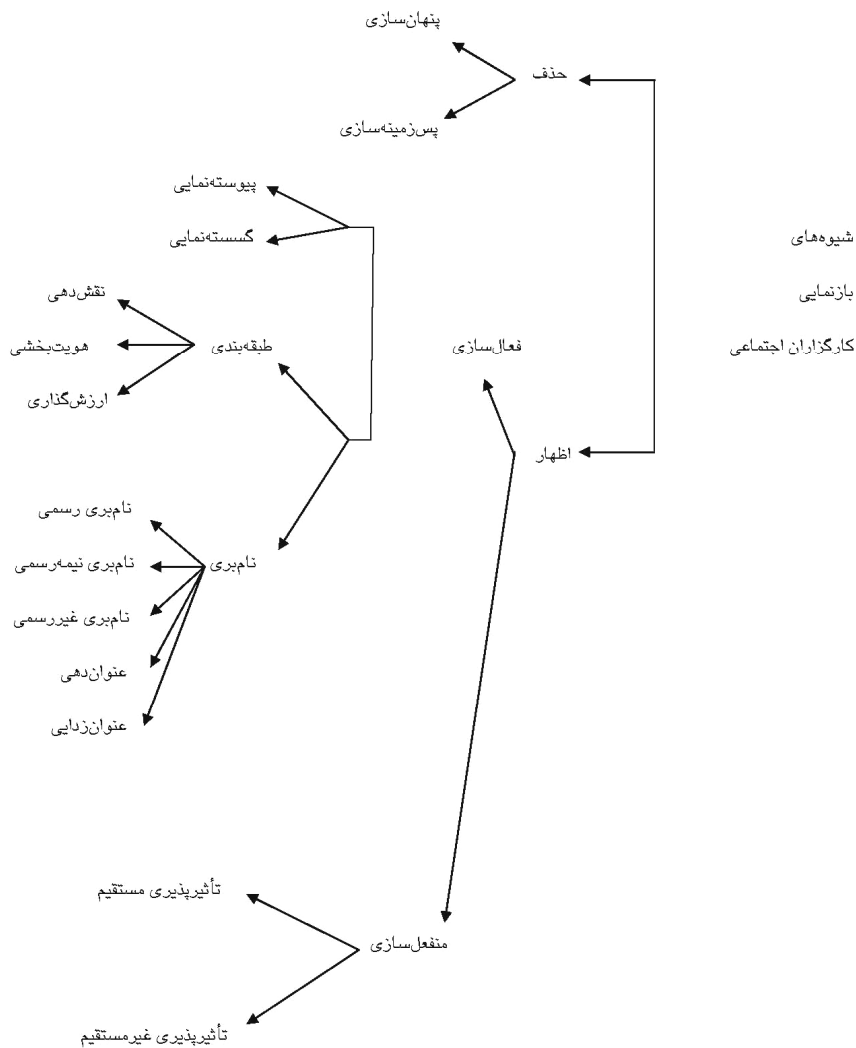 شیوه‌های
بازنمایی
کارگزاران اجتماعی
حذف
پنهان‌سازی
پس‌زمینه‌سازی
اظهار
فعال‌سازی
پیوسته‌نمایی
گسسته‌نمایی
طبقه‌بندی
نقش‌دهی
هویت‌بخشی
ارزش‌گذاری
نام‌بری
نام‌بری رسمی
نام‌بری نیمه‌رسمی
نام‌بری غیررسمی
عنوان‌دهی
عنوان‌زدایی
منفعل‌سازی
تأثیرپذیری مستقیم
تأثیرپذیری غیرمستقیم